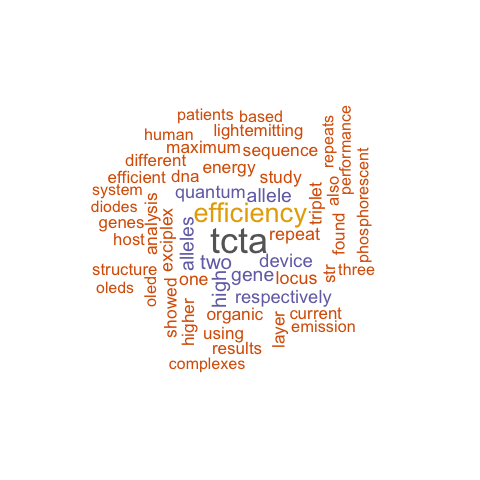 patients
based
human
lightemitting
maximum
sequence
repeats
performance
different
energy
efficient
dna
study
system
quantum
allele
also
triplet
phosphorescent
diodes
genes
analysis
efficiency
host
exciplex
alleles
tcta
repeat
found
structure
two
device
oleds
oled
one
high
gene
locus
str
three
respectively
showed
higher
organic
layer
current
using
emission
results
complexes